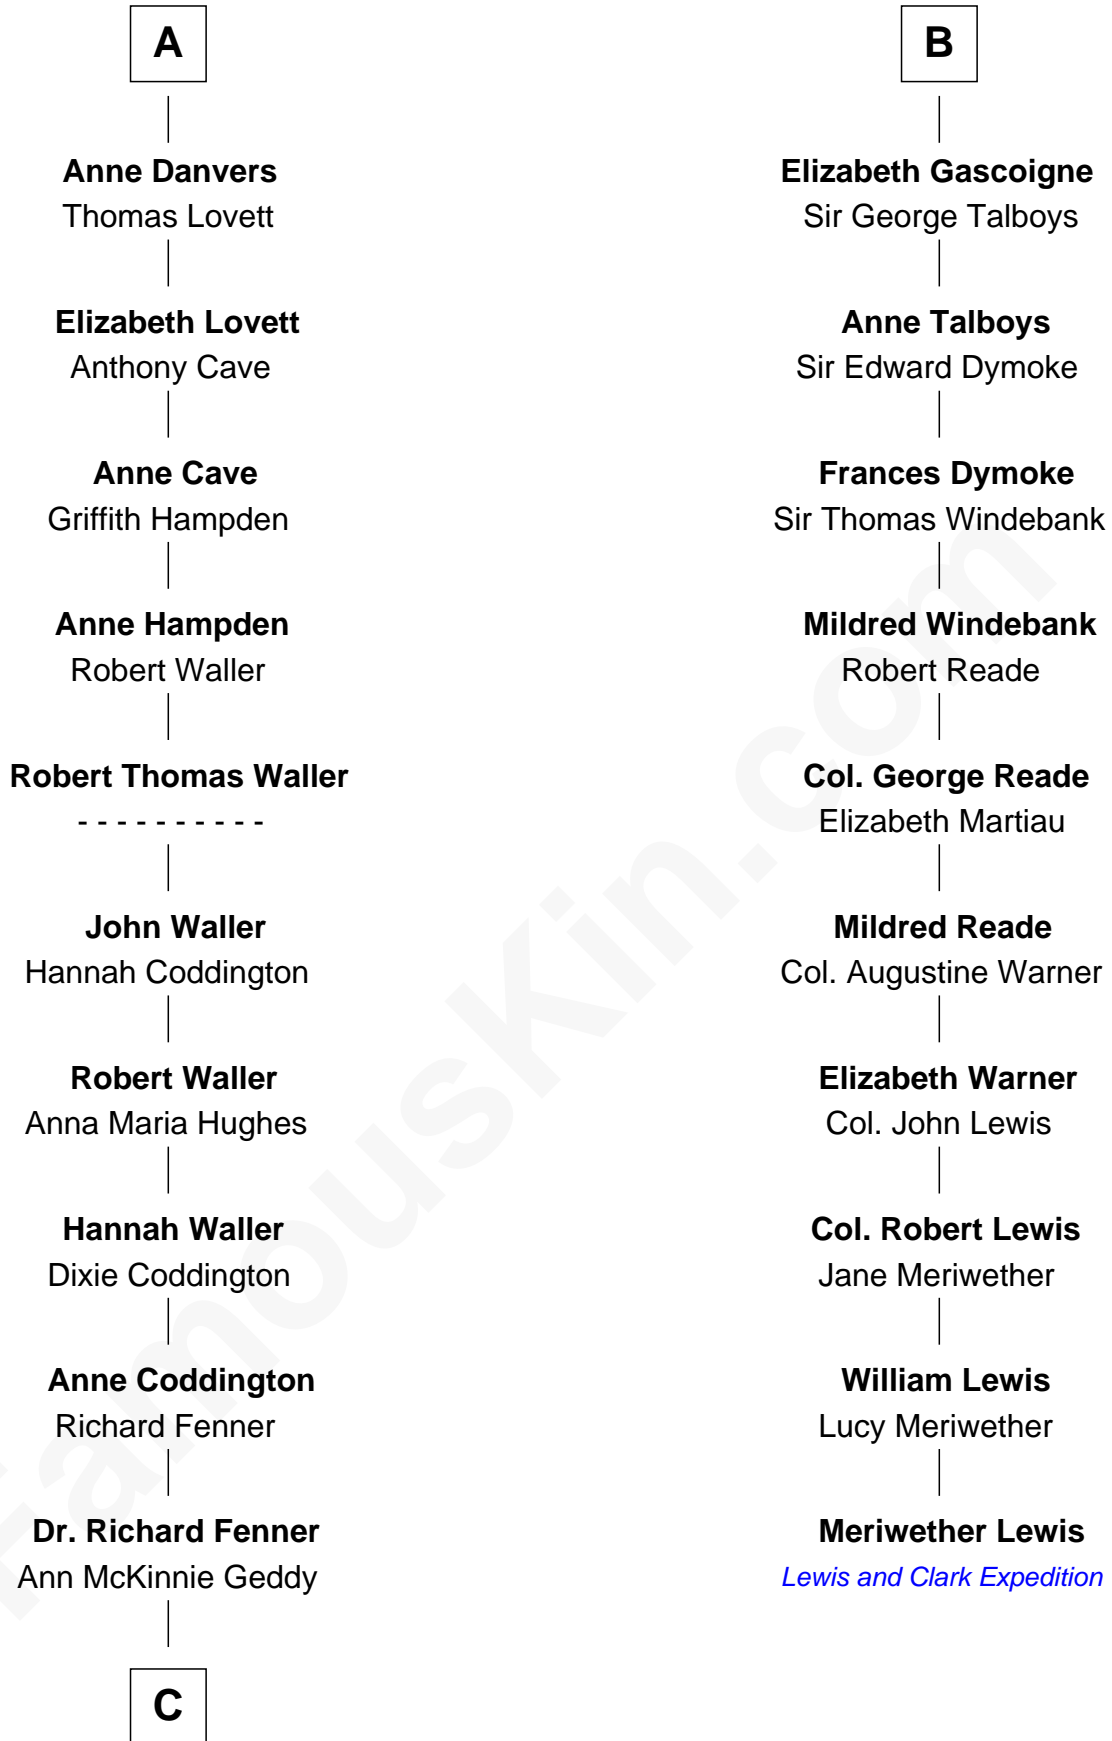 A
Anne Danvers
Thomas Lovett
Elizabeth Lovett
Anthony Cave
Anne Cave
Griffith Hampden
Anne Hampden
Robert Waller
Robert Thomas Waller
- - - - - - - - - -
John Waller
Hannah Coddington
Robert Waller
Anna Maria Hughes
Hannah Waller
Dixie Coddington
Anne Coddington
Richard Fenner
Dr. Richard Fenner
Ann McKinnie Geddy
C
B
Elizabeth Gascoigne
Sir George Talboys
Anne Talboys
Sir Edward Dymoke
Frances Dymoke
Sir Thomas Windebank
Mildred Windebank
Robert Reade
Col. George Reade
Elizabeth Martiau
Mildred Reade
Col. Augustine Warner
Elizabeth Warner
Col. John Lewis
Col. Robert Lewis
Jane Meriwether
William Lewis
Lucy Meriwether
Meriwether Lewis
Lewis and Clark Expedition
FamousKin.com